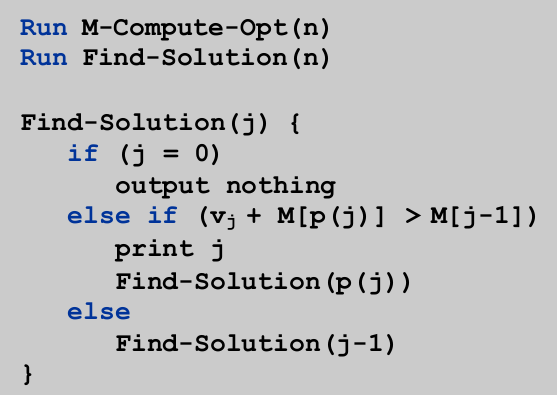 Run M-Compute-Opt(n)
Run Find-Solution(n)

Find-Solution(j) {
   if (j = 0)
      output nothing
   else if (vj + M[p(j)] > M[j-1])
      print j
      Find-Solution(p(j))
   else
      Find-Solution(j-1)
}